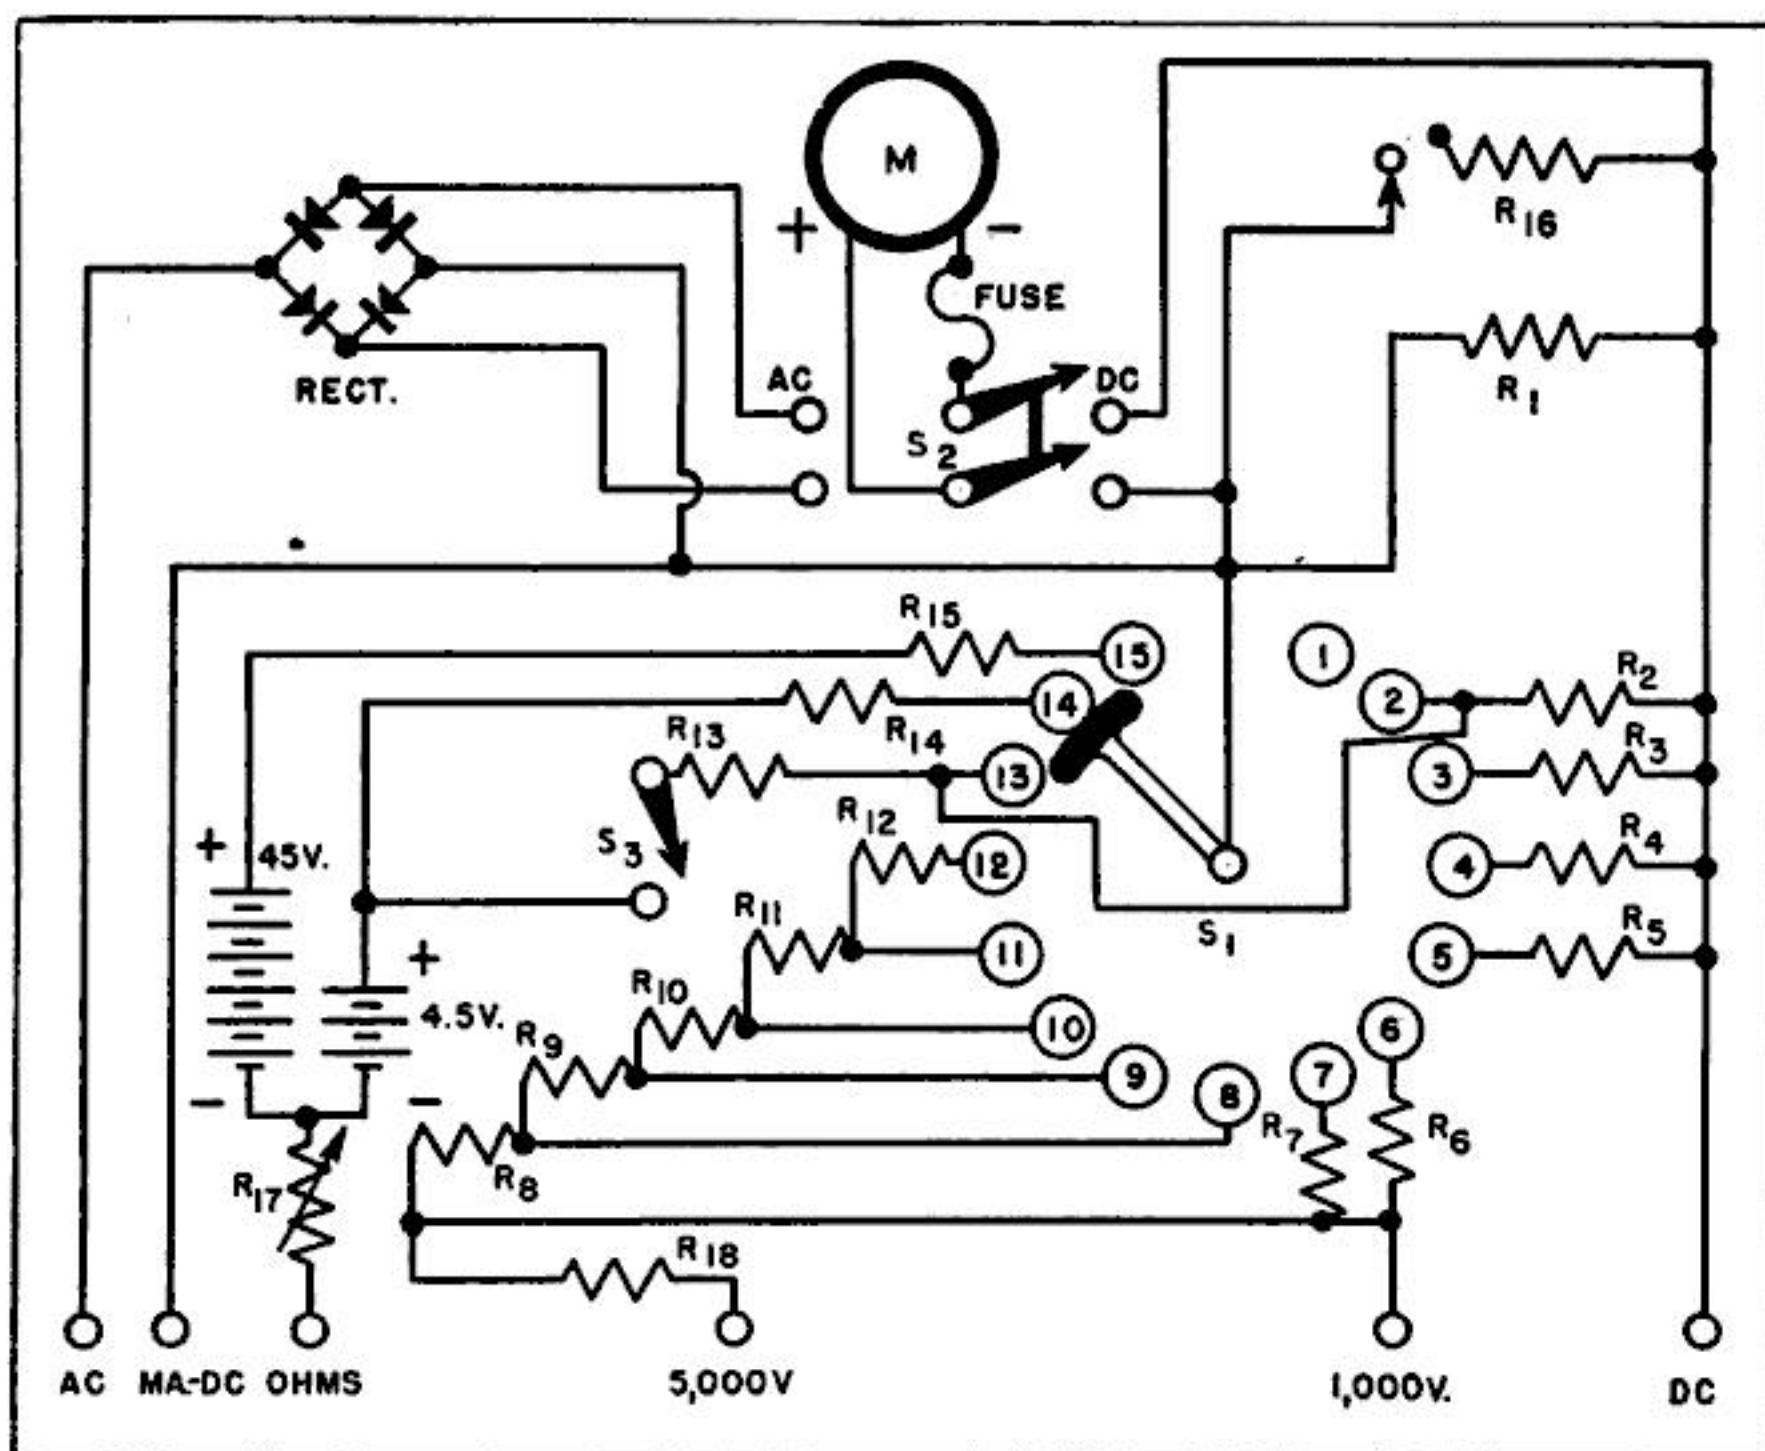 M
+ −
R16
FUSE
RECT.
AC
DC
R1
S2
R15
15
1
R2
14
2
R13
R14
R3
13
3
R12
S3
R4
+ 45V.
12
4
R11
S1
R5
11
5
+
R10
4.5V.
10
6
R9
9
7
8
− −
R7
R6
R17
R8
R18
AC MA.-DC OHMS 5,000V 1,000V. DC